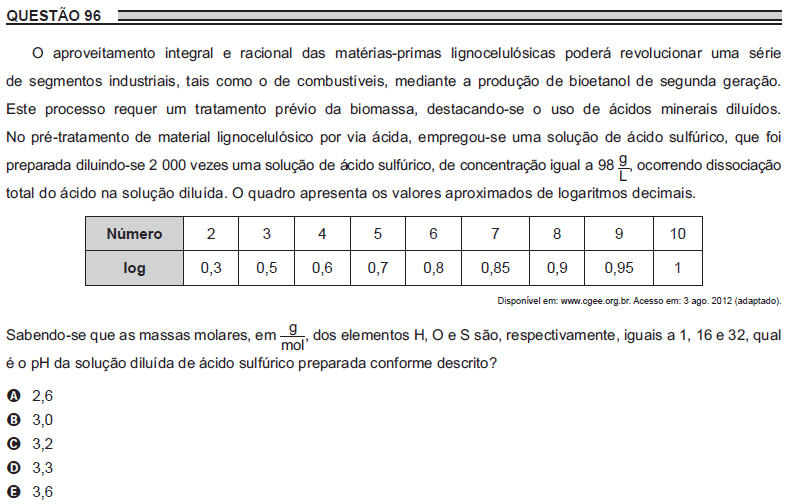 QUESTÃO 96
O aproveitamento integral e racional das matérias-primas lignocelulósicas poderá revolucionar uma série
de segmentos industriais, tais como o de combustíveis, mediante a produção de bioetanol de segunda geração.
Este processo requer um tratamento prévio da biomassa, destacando-se o uso de ácidos minerais diluídos.
No pré-tratamento de material lignocelulósico por via ácida, empregou-se uma solução de ácido sulfúrico, que foi
preparada diluindo-se 2 000 vezes uma solução de ácido sulfúrico, de concentração igual a 98 g/L, ocorrendo dissociação
total do ácido na solução diluída. O quadro apresenta os valores aproximados de logaritmos decimais.
Número 2 3 4 5 6 7 8 9 10
log 0,3 0,5 0,6 0,7 0,8 0,85 0,9 0,95 1
Disponível em: www.cgee.org.br. Acesso em: 3 ago. 2012 (adaptado).
Sabendo-se que as massas molares, em g/mol, dos elementos H, O e S são, respectivamente, iguais a 1, 16 e 32, qual
é o pH da solução diluída de ácido sulfúrico preparada conforme descrito?
A 2,6
B 3,0
C 3,2
D 3,3
E 3,6